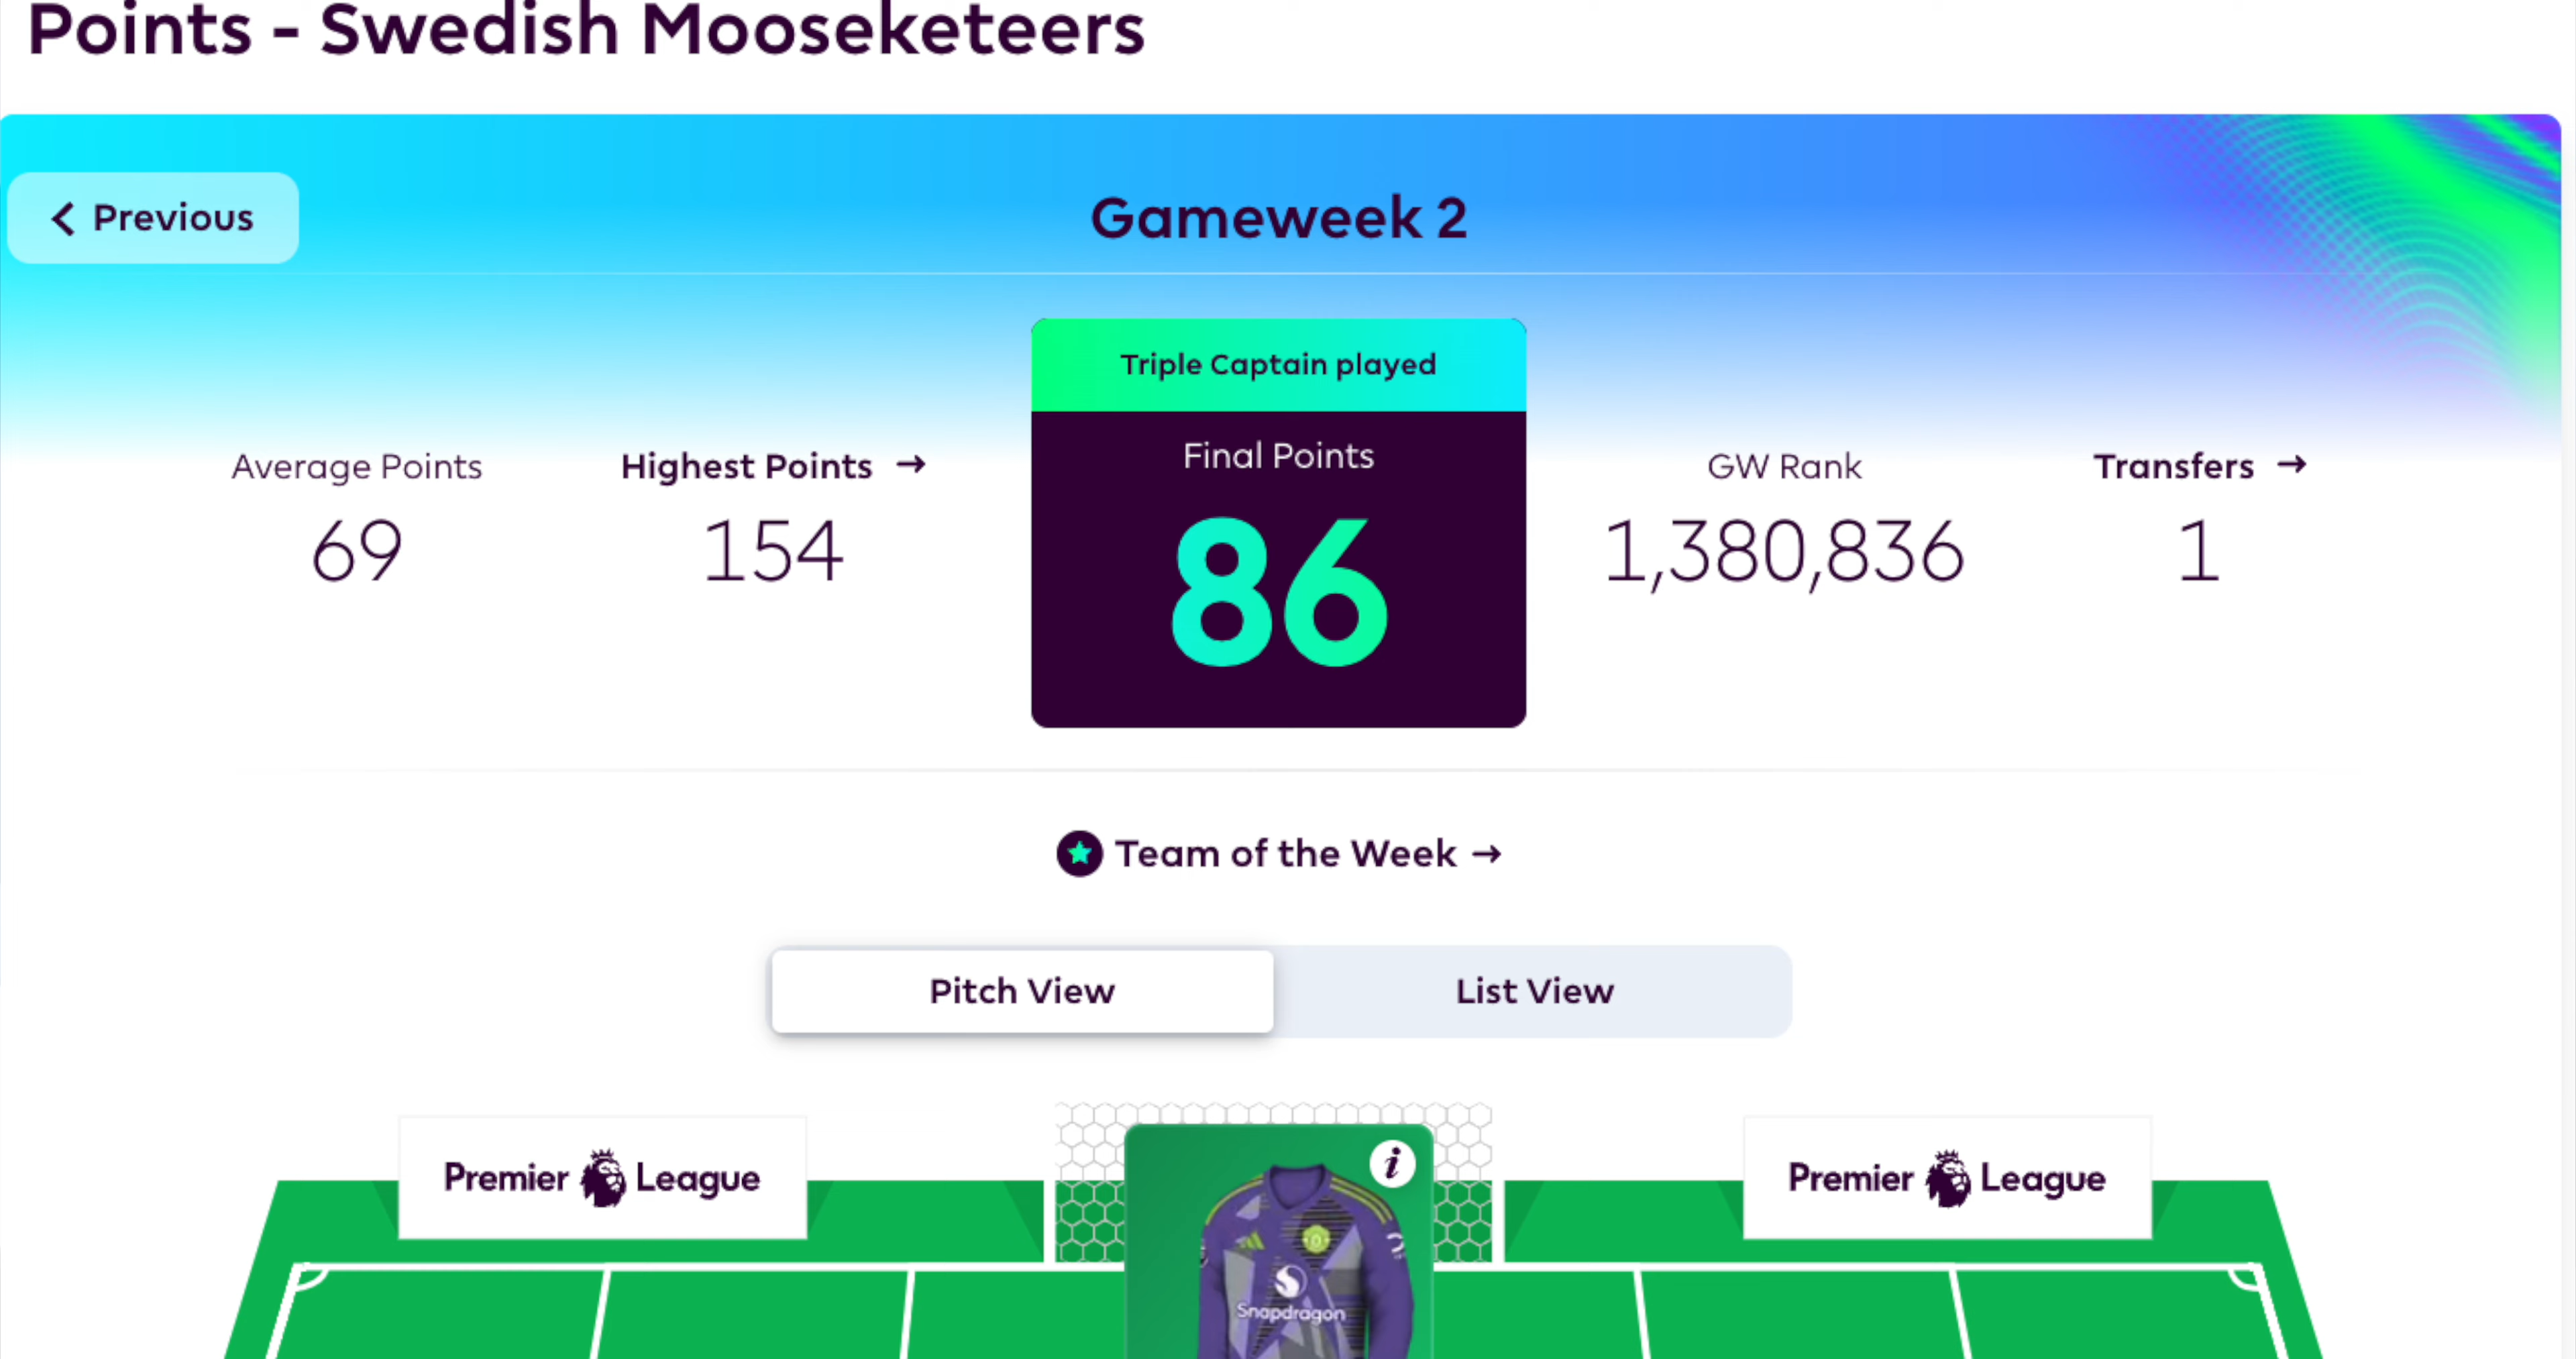 Points - Swedish Mooseketeers
Previous
Gameweek 2
Triple Captain played
Average Points
69
Highest Points →
154
Final Points
86
GW Rank
1,380,836
Transfers →
1
Team of the Week →
Pitch View
List View
Premier League
Premier League
Snapdragon